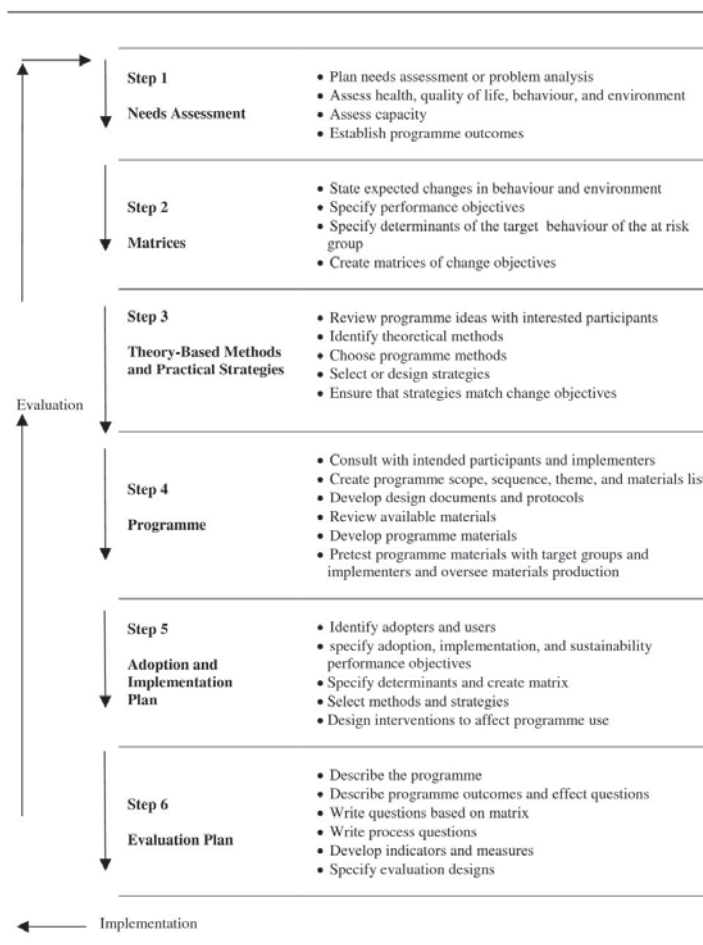 Step 1
Needs Assessment
• Plan needs assessment or problem analysis
• Assess health, quality of life, behaviour, and environment
• Assess capacity
• Establish programme outcomes
Step 2
Matrices
• State expected changes in behaviour and environment
• Specify performance objectives
• Specify determinants of the target behaviour of the at risk
group
• Create matrices of change objectives
Step 3
Theory-Based Methods
and Practical Strategies
• Review programme ideas with interested participants
• Identify theoretical methods
• Choose programme methods
• Select or design strategies
• Ensure that strategies match change objectives
Evaluation
Step 4
Programme
• Consult with intended participants and implementers
• Create programme scope, sequence, theme, and materials list
• Develop design documents and protocols
• Review available materials
• Develop programme materials
• Pretest programme materials with target groups and
implementers and oversee materials production
Step 5
Adoption and
Implementation
Plan
• Identify adopters and users
• specify adoption, implementation, and sustainability
performance objectives
• Specify determinants and create matrix
• Select methods and strategies
• Design interventions to affect programme use
Step 6
Evaluation Plan
• Describe the programme
• Describe programme outcomes and effect questions
• Write questions based on matrix
• Write process questions
• Develop indicators and measures
• Specify evaluation designs
Implementation